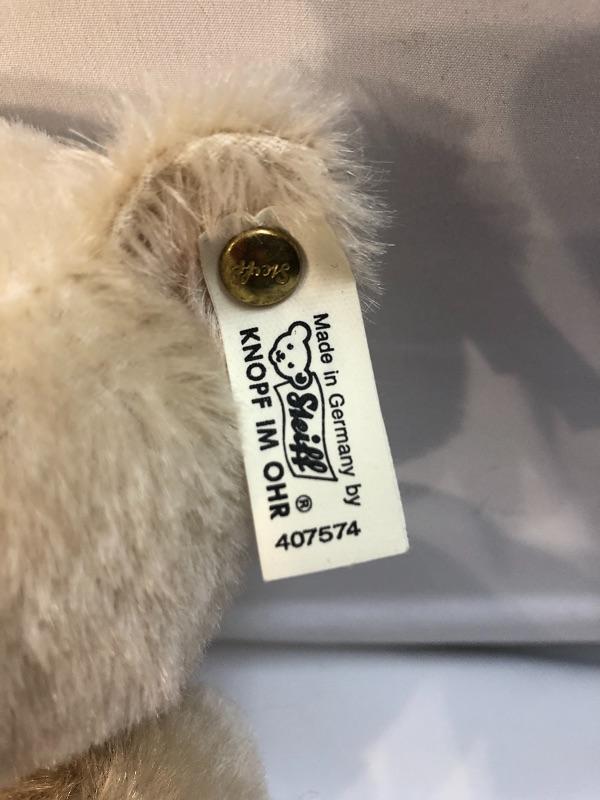 Steiff
Made in Germany by
Steiff ®
KNOPF IM OHR
407574